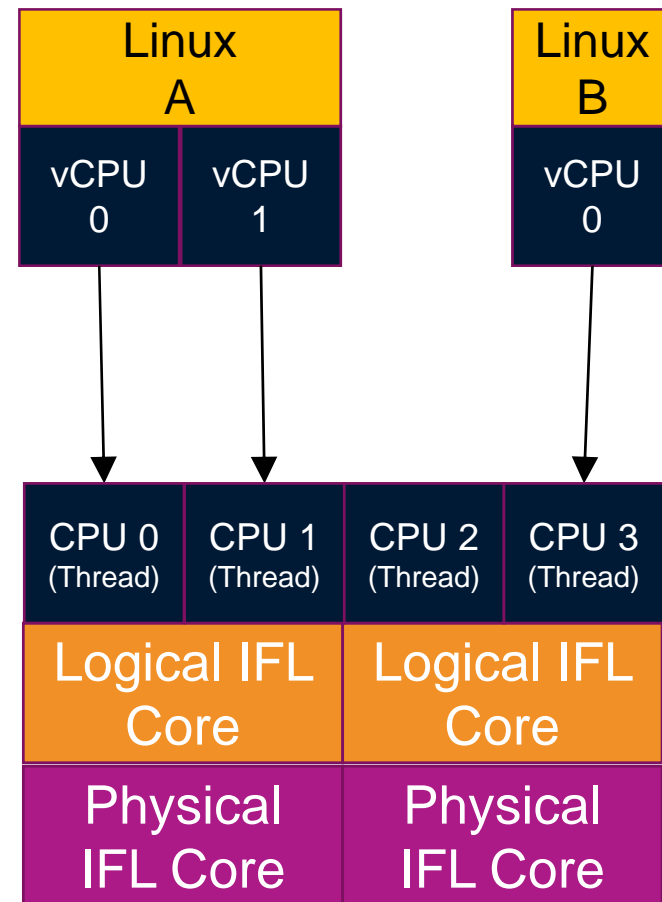 Linux
A
Linux
B
vCPU
0
vCPU
1
vCPU
0
CPU 0
(Thread)
CPU 1
(Thread)
CPU 2
(Thread)
CPU 3
(Thread)
Logical IFL
Core
Logical IFL
Core
Physical
IFL Core
Physical
IFL Core